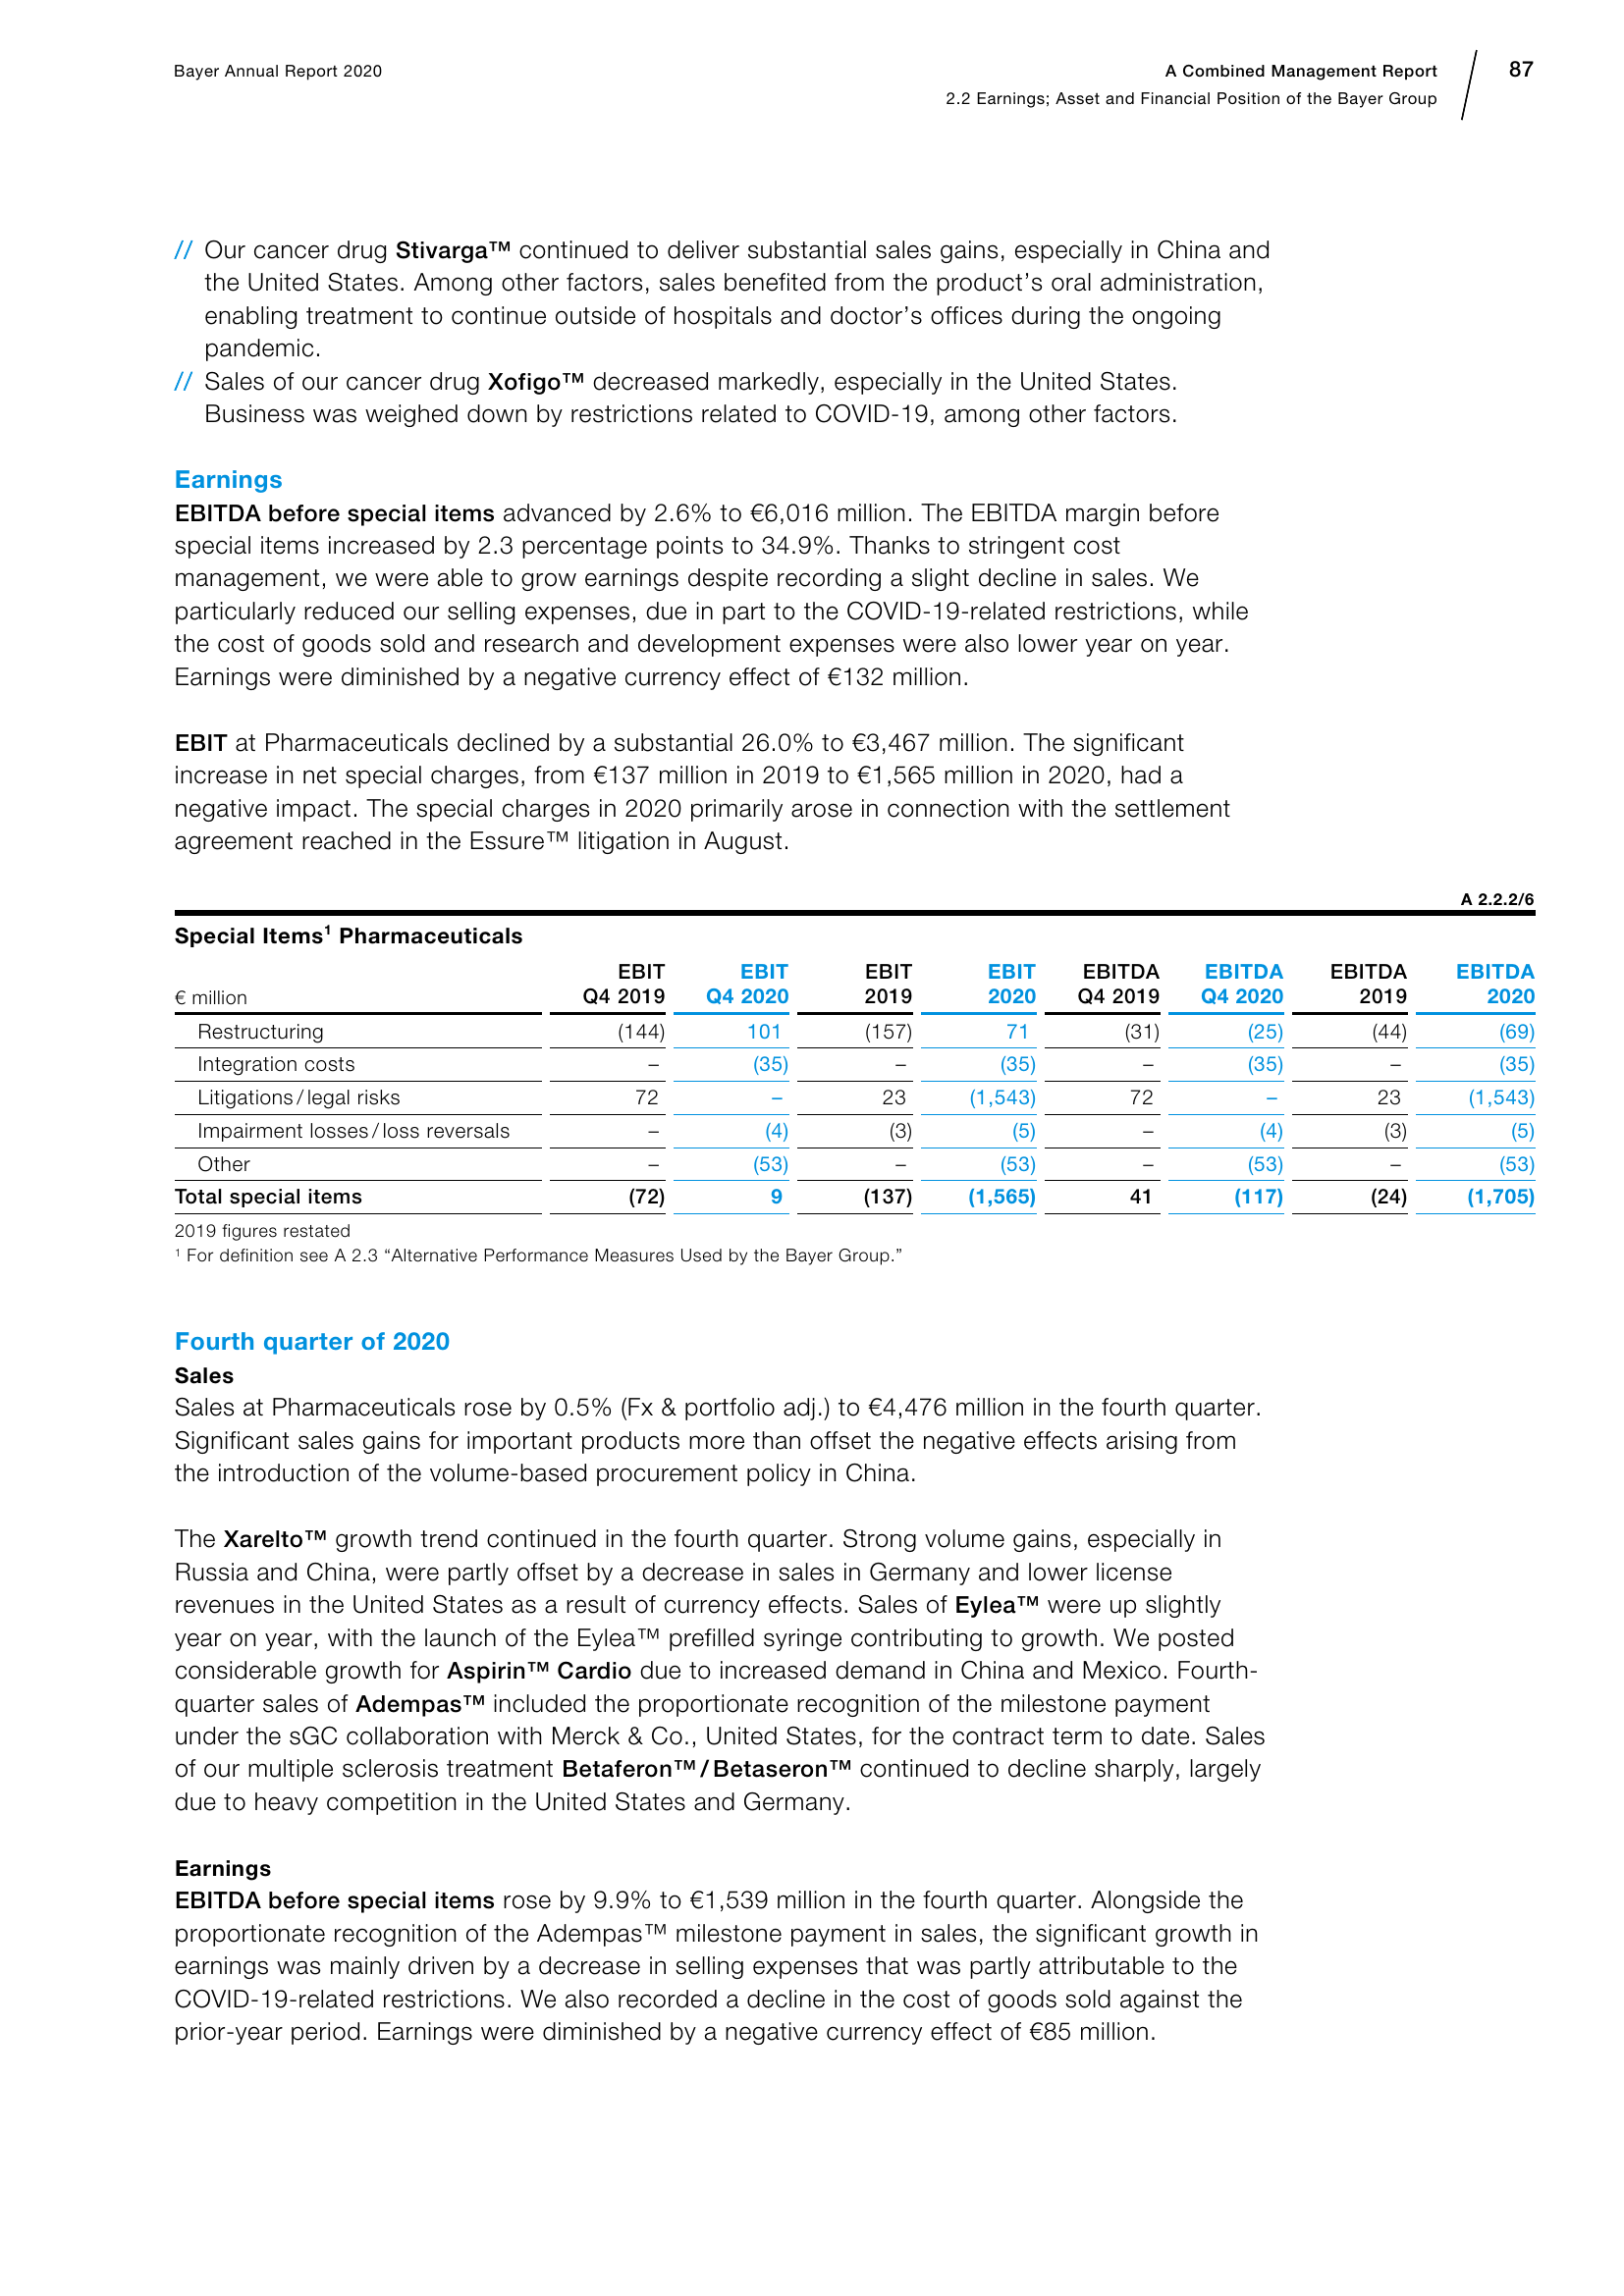 Bayer Annual Report 2020
A Combined Management Report
87
2.2 Earnings; Asset and Financial Position of the Bayer Group
// Our cancer drug Stivarga™ continued to deliver substantial sales gains, especially in China and
the United States. Among other factors, sales benefited from the product’s oral administration,
enabling treatment to continue outside of hospitals and doctor’s offices during the ongoing
pandemic.
// Sales of our cancer drug Xofigo™ decreased markedly, especially in the United States.
Business was weighed down by restrictions related to COVID-19, among other factors.
Earnings
EBITDA before special items advanced by 2.6% to €6,016 million. The EBITDA margin before
special items increased by 2.3 percentage points to 34.9%. Thanks to stringent cost
management, we were able to grow earnings despite recording a slight decline in sales. We
particularly reduced our selling expenses, due in part to the COVID-19-related restrictions, while
the cost of goods sold and research and development expenses were also lower year on year.
Earnings were diminished by a negative currency effect of €132 million.
EBIT at Pharmaceuticals declined by a substantial 26.0% to €3,467 million. The significant
increase in net special charges, from €137 million in 2019 to €1,565 million in 2020, had a
negative impact. The special charges in 2020 primarily arose in connection with the settlement
agreement reached in the Essure™ litigation in August.
A 2.2.2/6
Special Items¹ Pharmaceuticals
EBIT EBIT EBIT EBIT EBITDA EBITDA EBITDA EBITDA
€ million Q4 2019 Q4 2020 2019 2020 Q4 2019 Q4 2020 2019 2020
Restructuring (144) 101 (157) 71 (31) (25) (44) (69)
Integration costs – (35) – (35) – (35) – (35)
Litigations/legal risks 72 – 23 (1,543) 72 – 23 (1,543)
Impairment losses/loss reversals – (4) (3) (5) – (4) (3) (5)
Other – (53) – (53) – (53) – (53)
Total special items (72) 9 (137) (1,565) 41 (117) (24) (1,705)
2019 figures restated
¹ For definition see A 2.3 “Alternative Performance Measures Used by the Bayer Group.”
Fourth quarter of 2020
Sales
Sales at Pharmaceuticals rose by 0.5% (Fx & portfolio adj.) to €4,476 million in the fourth quarter.
Significant sales gains for important products more than offset the negative effects arising from
the introduction of the volume-based procurement policy in China.
The Xarelto™ growth trend continued in the fourth quarter. Strong volume gains, especially in
Russia and China, were partly offset by a decrease in sales in Germany and lower license
revenues in the United States as a result of currency effects. Sales of Eylea™ were up slightly
year on year, with the launch of the Eylea™ prefilled syringe contributing to growth. We posted
considerable growth for Aspirin™ Cardio due to increased demand in China and Mexico. Fourth-
quarter sales of Adempas™ included the proportionate recognition of the milestone payment
under the sGC collaboration with Merck & Co., United States, for the contract term to date. Sales
of our multiple sclerosis treatment Betaferon™/Betaseron™ continued to decline sharply, largely
due to heavy competition in the United States and Germany.
Earnings
EBITDA before special items rose by 9.9% to €1,539 million in the fourth quarter. Alongside the
proportionate recognition of the Adempas™ milestone payment in sales, the significant growth in
earnings was mainly driven by a decrease in selling expenses that was partly attributable to the
COVID-19-related restrictions. We also recorded a decline in the cost of goods sold against the
prior-year period. Earnings were diminished by a negative currency effect of €85 million.